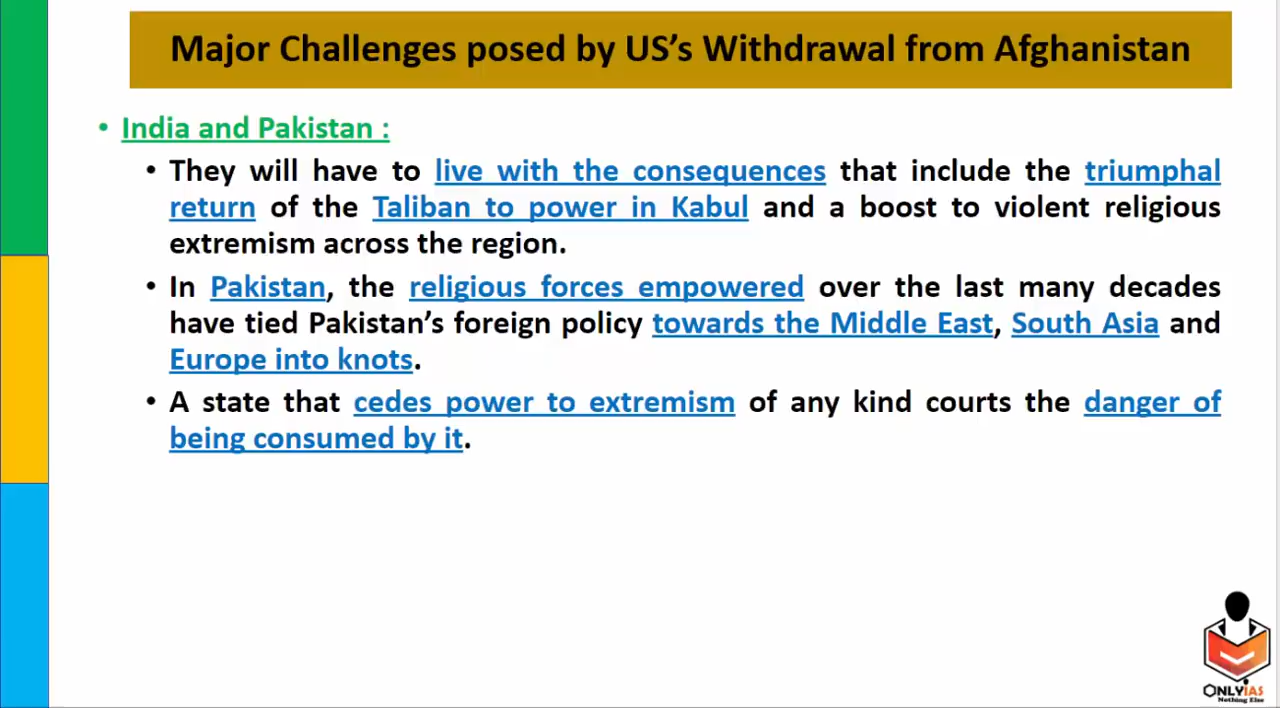 Major Challenges posed by US’s Withdrawal from Afghanistan
• India and Pakistan :
• They will have to live with the consequences that include the triumphal
return of the Taliban to power in Kabul and a boost to violent religious
extremism across the region.
• In Pakistan, the religious forces empowered over the last many decades
have tied Pakistan’s foreign policy towards the Middle East, South Asia and
Europe into knots.
• A state that cedes power to extremism of any kind courts the danger of
being consumed by it.
ONLYIAS
Nothing Else